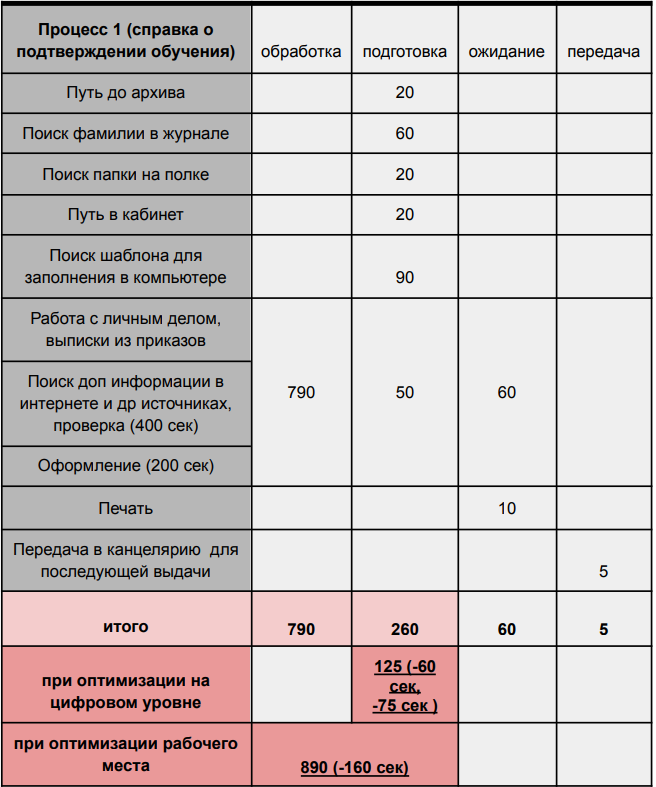 Процесс 1 (справка о
подтверждении обучения)
обработка
подготовка
ожидание
передача
Путь до архива
20
Поиск фамилии в журнале
60
Поиск папки на полке
20
Путь в кабинет
20
Поиск шаблона для
заполнения в компьютере
90
Работа с личным делом,
выписки из приказов
Поиск доп информации в
интернете и др источниках,
проверка (400 сек)
790
50
60
Оформление (200 сек)
Печать
10
Передача в канцелярию для
последующей выдачи
5
итого
790
260
60
5
при оптимизации на
цифровом уровне
125 (-60
сек,
-75 сек )
при оптимизации рабочего
места
890 (-160 сек)